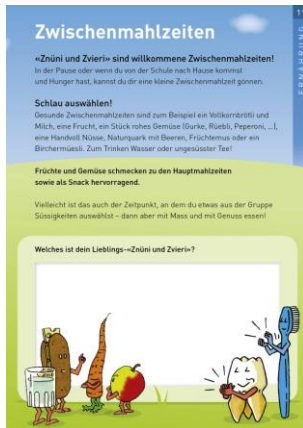 11
ERNÄHRUNG
Zwischenmahlzeiten
«Znüni und Zvieri» sind willkommene Zwischenmahlzeiten!
In der Pause oder wenn du von der Schule nach Hause kommst
und Hunger hast, kannst du dir eine kleine Zwischenmahlzeit gönnen.
Schlau auswählen!
Gesunde Zwischenmahlzeiten sind zum Beispiel ein Vollkornbrötli und
Milch, eine Frucht, ein Stück rohes Gemüse (Gurke, Rüebli, Peperoni, ...),
eine Handvoll Nüsse, Naturquark mit Beeren, Früchtemus oder ein
Birchermüesli. Zum Trinken Wasser oder ungesüsster Tee!
Früchte und Gemüse schmecken zu den Hauptmahlzeiten
sowie als Snack hervorragend.
Vielleicht ist das auch der Zeitpunkt, an dem du etwas aus der Gruppe
Süssigkeiten auswählst – dann aber mit Mass und mit Genuss essen!
Welches ist dein Lieblings-«Znüni und Zvieri»?